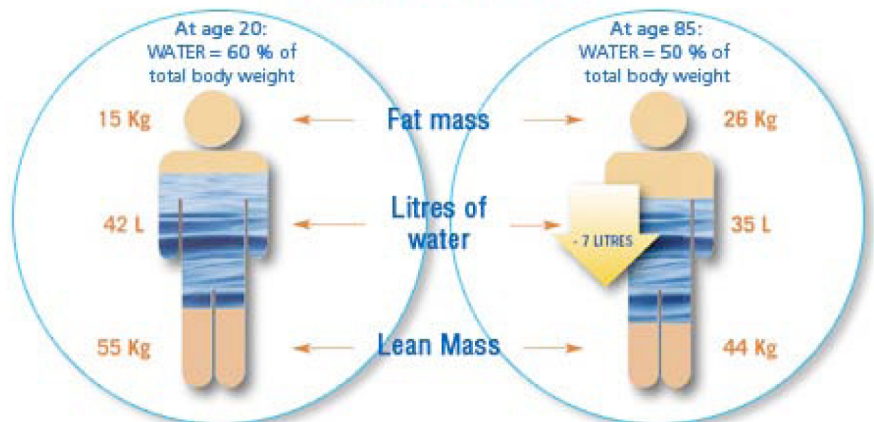 At age 20:
WATER = 60 % of
total body weight
At age 85:
WATER = 50 % of
total body weight
15 Kg
Fat mass
26 Kg
42 L
Litres of
water
- 7 LITRES
35 L
55 Kg
Lean Mass
44 Kg